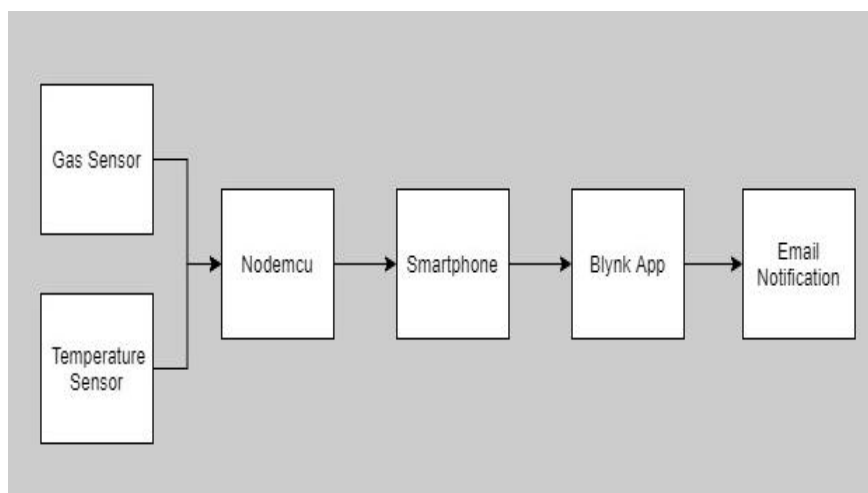 Gas Sensor
Temperature
Sensor
Nodemcu
Smartphone
Blynk App
Email
Notification